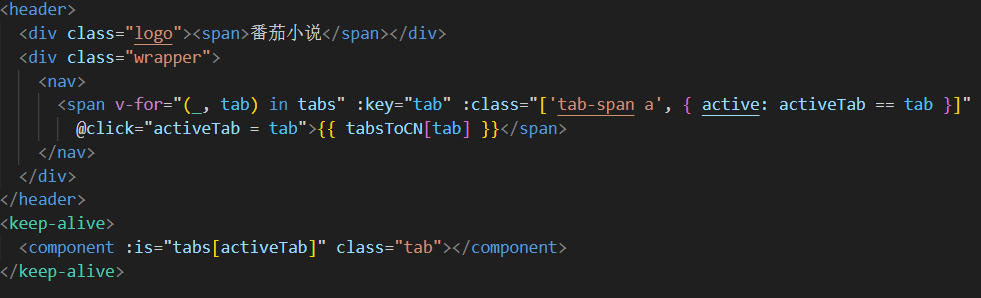 <header>
<div class="logo"><span>番茄小说</span></div>
<div class="wrapper">
<nav>
<span v-for="(_, tab) in tabs" :key="tab" :class="['tab-span a', { active: activeTab == tab }]"
@click="activeTab = tab">{{ tabsToCN[tab] }}</span>
</nav>
</div>
</header>
<keep-alive>
<component :is="tabs[activeTab]" class="tab"></component>
</keep-alive>